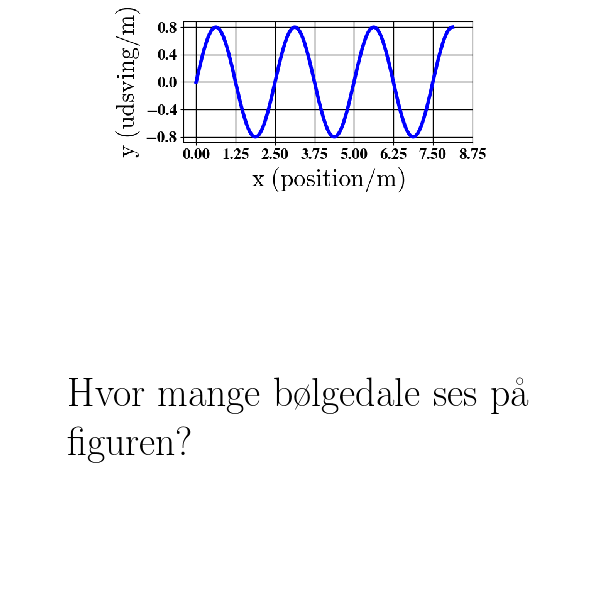 y (udsving/m)
0.8
0.4
0.0
−0.4
−0.8
0.00 1.25 2.50 3.75 5.00 6.25 7.50 8.75
x (position/m)
Hvor mange bølgedale ses på
figuren?